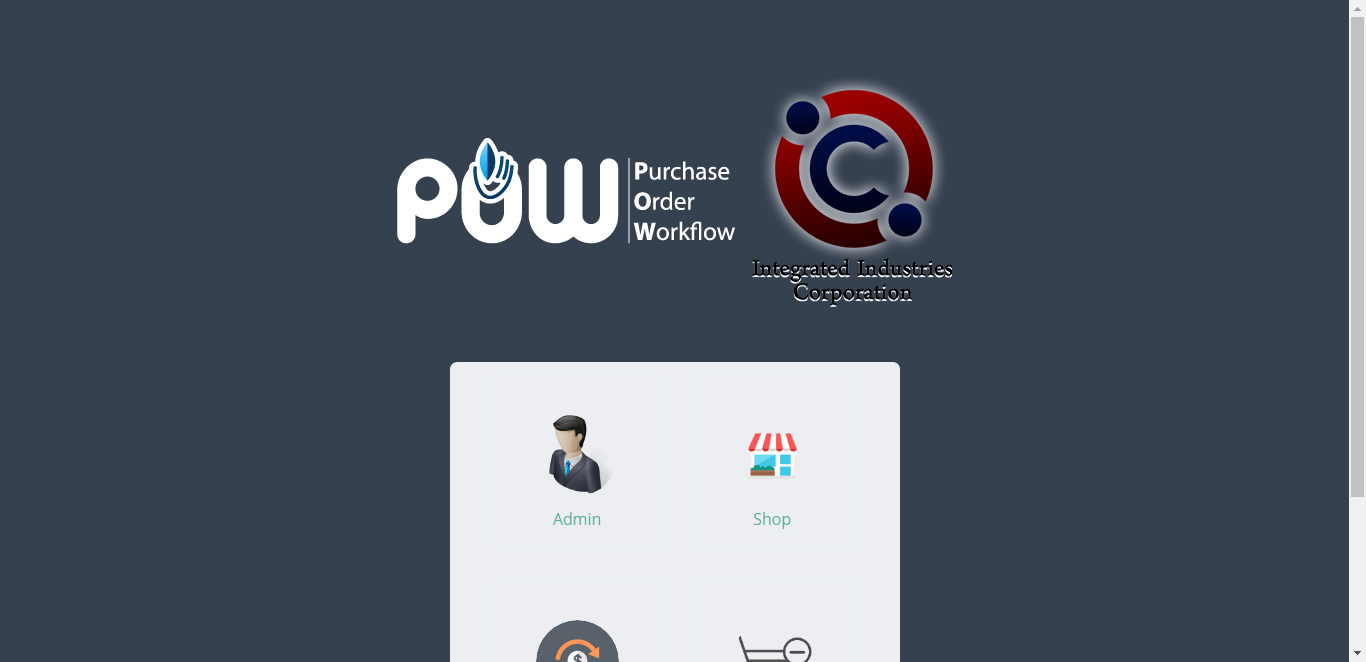 POW
Purchase
Order
Workflow
Integrated Industries
Corporation
Admin
Shop